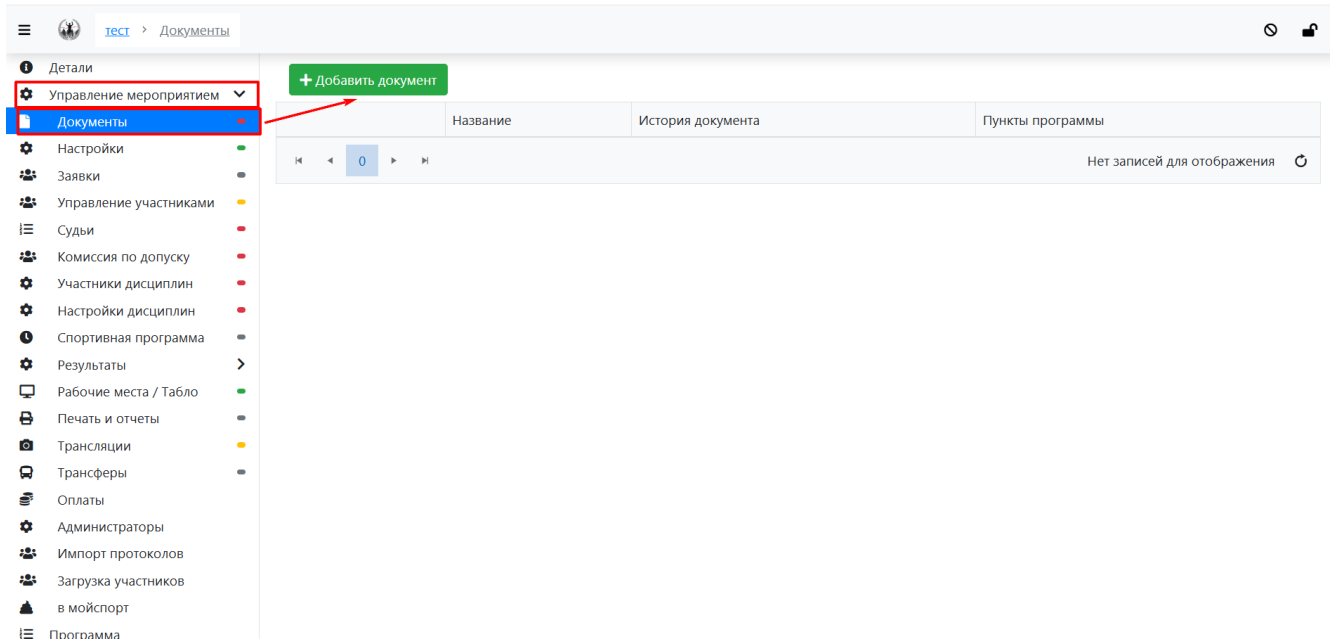 тест > Документы
Детали
Управление мероприятием
Документы
Настройки
Заявки
Управление участниками
Судьи
Комиссия по допуску
Участники дисциплин
Настройки дисциплин
Спортивная программа
Результаты
Рабочие места / Табло
Печать и отчеты
Трансляции
Трансферы
Оплаты
Администраторы
Импорт протоколов
Загрузка участников
в мойспорт
Программа
+ Добавить документ
Название История документа Пункты программы
0 Нет записей для отображения